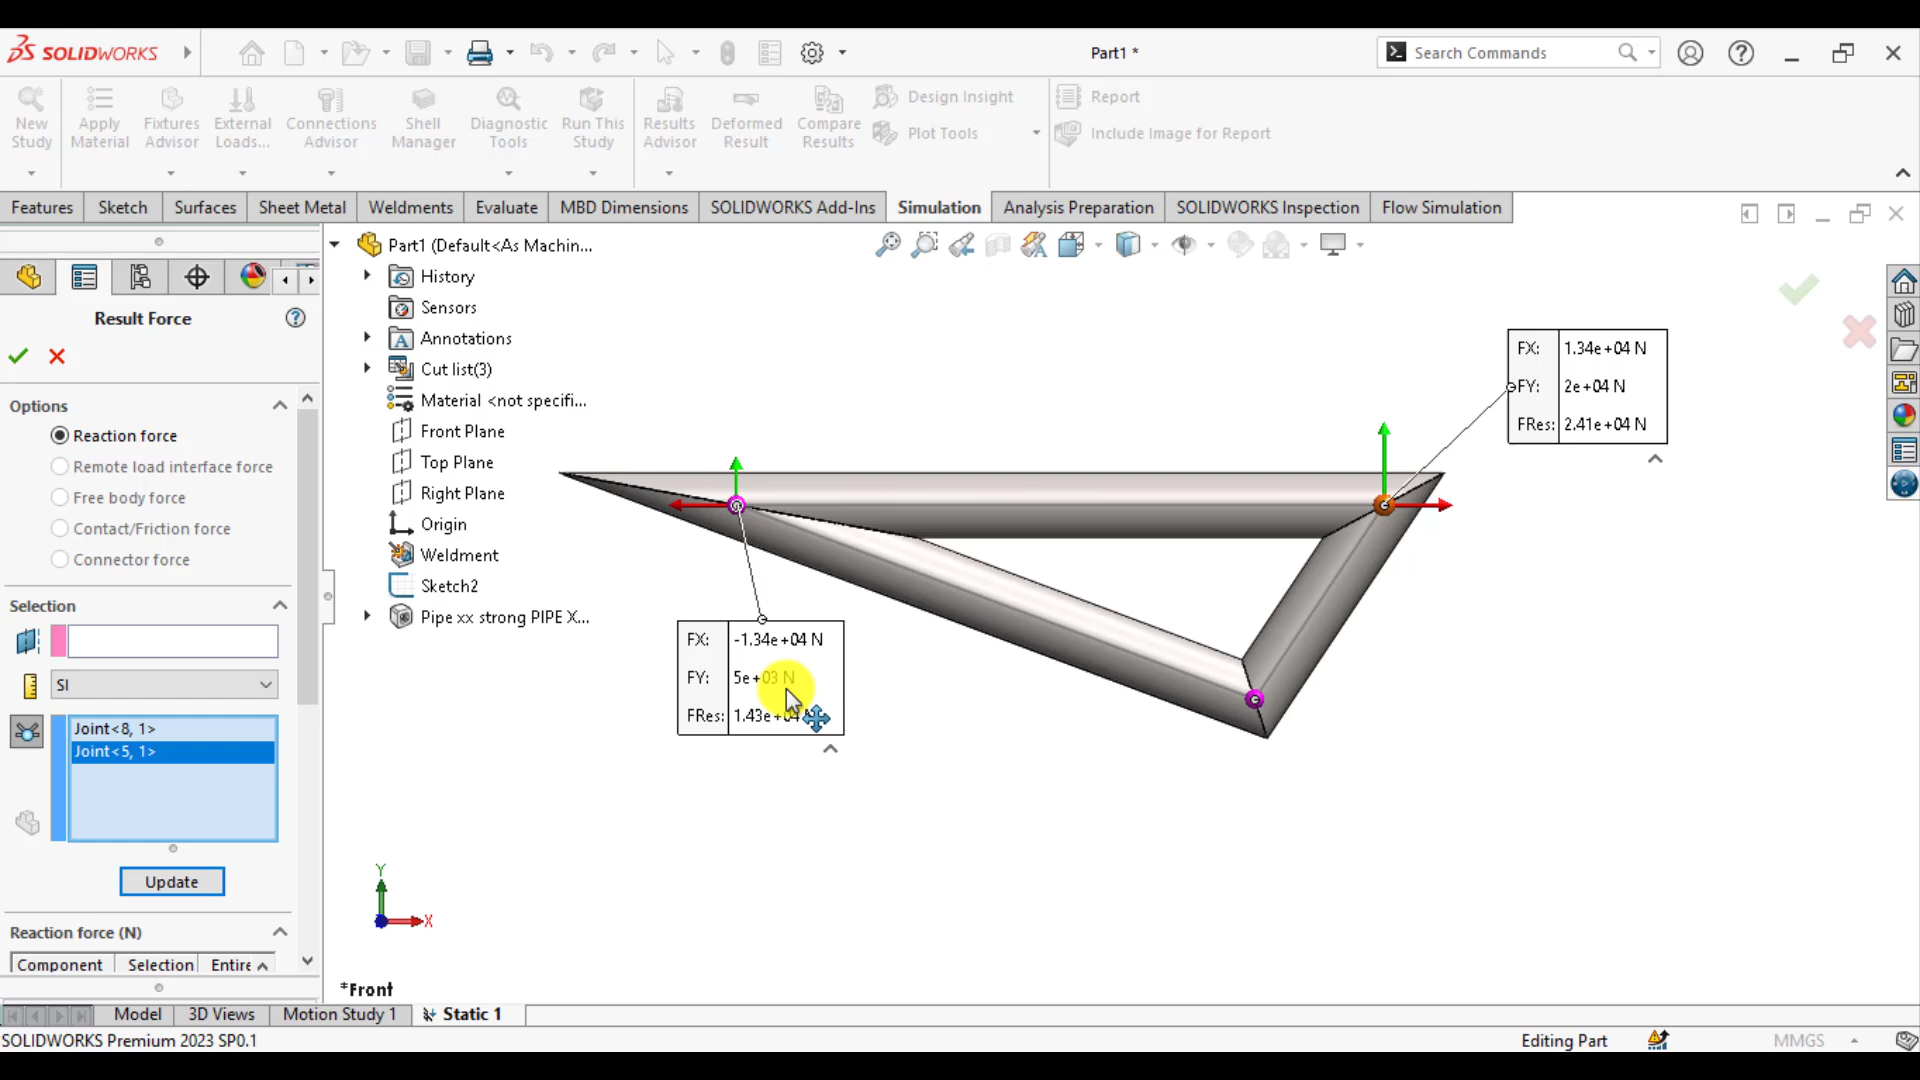 SOLIDWORKS
Part1 *
Search Commands
New Study
Apply Material
Fixtures Advisor
External Loads...
Connections Advisor
Shell Manager
Diagnostic Tools
Run This Study
Results Advisor
Deformed Result
Compare Results
Design Insight
Plot Tools
Report
Include Image for Report
Features
Sketch
Surfaces
Sheet Metal
Weldments
Evaluate
MBD Dimensions
SOLIDWORKS Add-Ins
Simulation
Analysis Preparation
SOLIDWORKS Inspection
Flow Simulation
Result Force
Options
Reaction force
Remote load interface force
Free body force
Contact/Friction force
Connector force
Selection
SI
Joint<8, 1>
Joint<5, 1>
Update
Reaction force (N)
Component Selection Entire
Part1 (Default<As Machin...
History
Sensors
Annotations
Cut list(3)
Material <not specifi...
Front Plane
Top Plane
Right Plane
Origin
Weldment
Sketch2
Pipe xx strong PIPE X...
FX: 1.34e+04 N
FY: 2e+04 N
FRes: 2.41e+04 N
FX: -1.34e+04 N
FY: 5e+03 N
FRes: 1.43e+04 N
Y
X
*Front
Model
3D Views
Motion Study 1
Static 1
SOLIDWORKS Premium 2023 SP0.1
Editing Part
MMGS